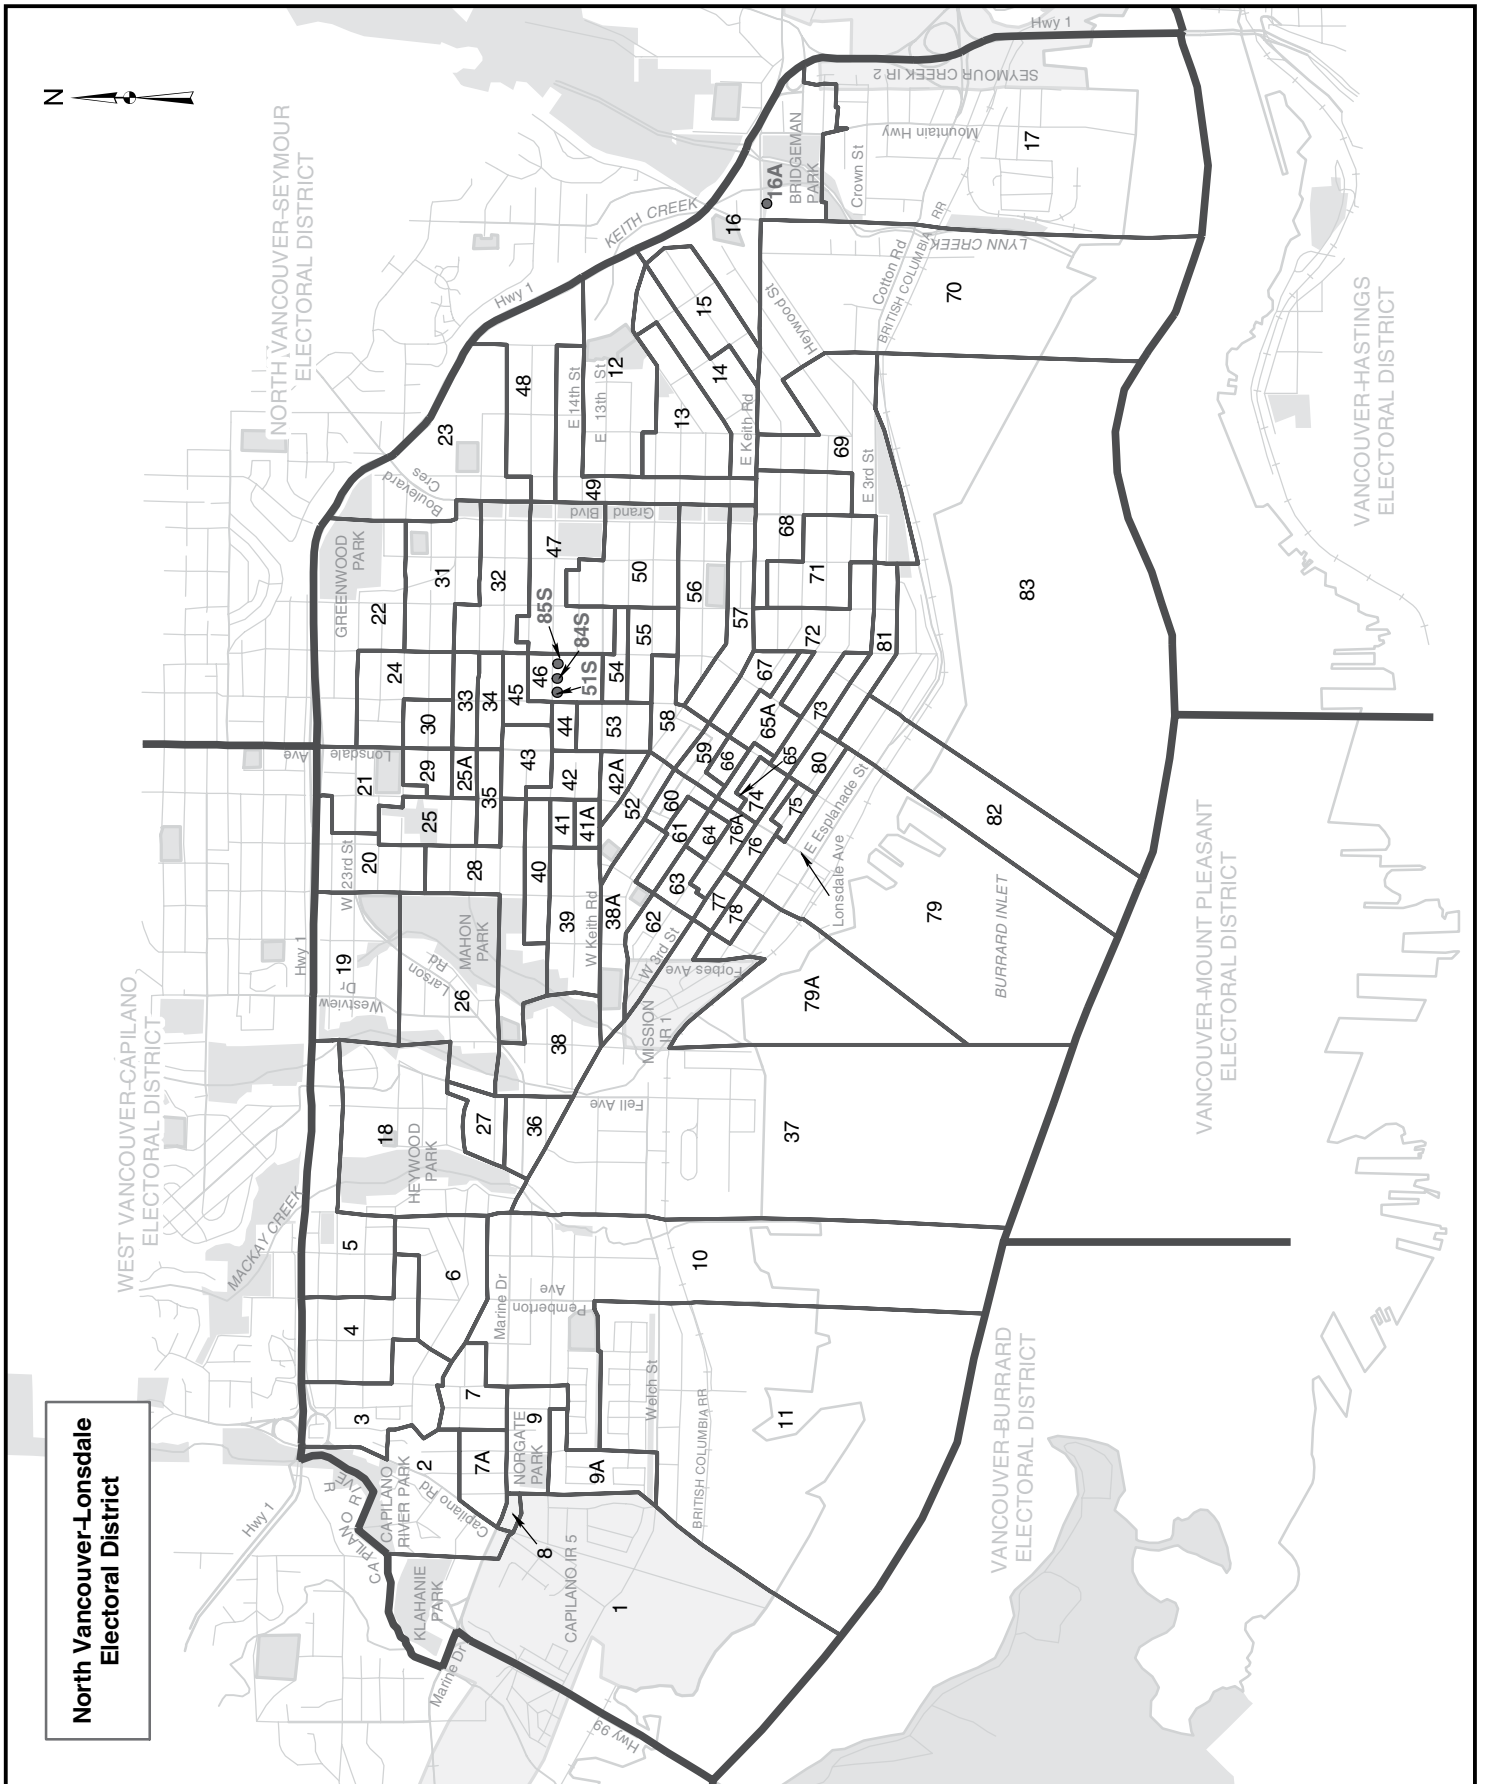 North Vancouver-Lonsdale
Electoral District
N
WEST VANCOUVER-CAPILANO
ELECTORAL DISTRICT
NORTH VANCOUVER-SEYMOUR
ELECTORAL DISTRICT
VANCOUVER-BURRARD
ELECTORAL DISTRICT
VANCOUVER-MOUNT PLEASANT
ELECTORAL DISTRICT
VANCOUVER-HASTINGS
ELECTORAL DISTRICT
Hwy 1
CAPILANO RIVER
CAPILANO
RIVER PARK
KLAHANIE
PARK
Marine Dr
Hwy 99
CAPILANO IR 5
Capilano Rd
NORGATE
PARK
Marine Dr
Pemberton
Ave
Welch St
BRITISH COLUMBIA RR
MACKAY CREEK
HEYWOOD
PARK
Fell Ave
Hwy 1
Westview
Dr
Larson
Rd
MAHON
PARK
W 23rd St
W Keith Rd
W 3rd St
Forbes Ave
MISSION
IR 1
Lonsdale
Ave
GREENWOOD
PARK
Boulevard
Cres
Grand Blvd
E 14th St
E 13th St
E Keith Rd
E 3rd St
E Esplanade St
Lonsdale Ave
BURRARD INLET
Hwy 1
KEITH CREEK
Heywood St
Cotton Rd
BRITISH COLUMBIA RR
LYNN CREEK
BRIDGEMAN
PARK
Crown St
Mountain Hwy
SEYMOUR CREEK IR 2
Hwy 1
1
2
3
4
5
6
7
7A
8
9
9A
10
11
12
13
14
15
16
16A
17
18
19
20
21
22
23
24
25
25A
26
27
28
29
30
31
32
33
34
35
36
37
38
38A
39
40
41
41A
42
42A
43
44
45
46
47
48
49
50
51S
52
53
54
55
56
57
58
59
60
61
62
63
64
65
65A
66
67
68
69
70
71
72
73
74
75
76
76A
77
78
79
79A
80
81
82
83
84S
85S